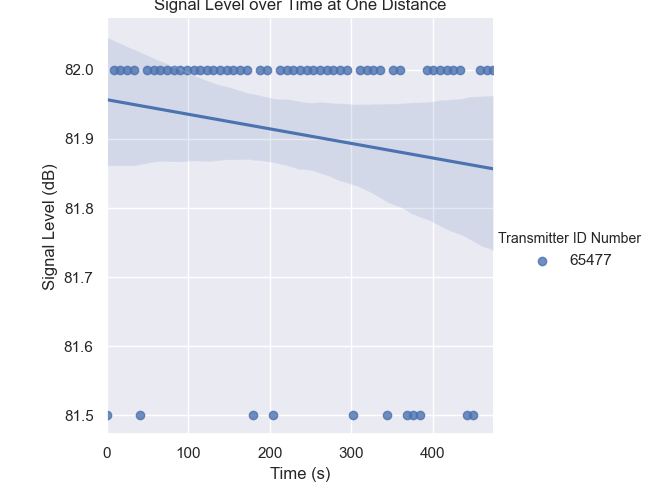 Signal Level over Time at One Distance
82.0
81.9
81.8
81.7
81.6
81.5
Signal Level (dB)
0 100 200 300 400
Time (s)
Transmitter ID Number
65477